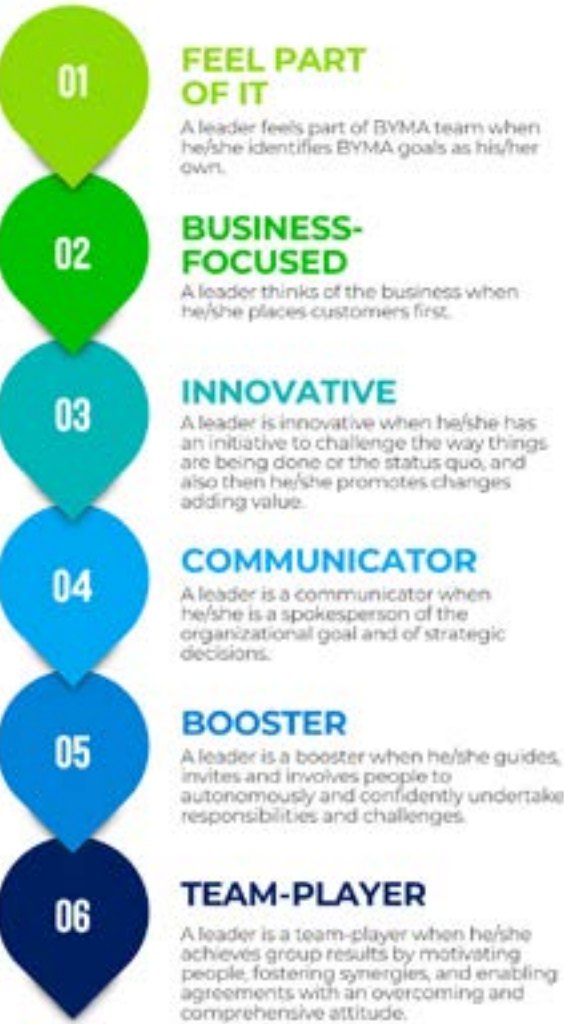 01
FEEL PART
OF IT
A leader feels part of BYMA team when
he/she identifies BYMA goals as his/her
own.
02
BUSINESS-
FOCUSED
A leader thinks of the business when
he/she places customers first.
03
INNOVATIVE
A leader is innovative when he/she has
an initiative to challenge the way things
are being done or the status quo, and
also then he/she promotes changes
adding value.
04
COMMUNICATOR
A leader is a communicator when
he/she is a spokesperson of the
organizational goal and of strategic
decisions.
05
BOOSTER
A leader is a booster when he/she guides,
invites and involves people to
autonomously and confidently undertake
responsibilities and challenges.
06
TEAM-PLAYER
A leader is a team-player when he/she
achieves group results by motivating
people, fostering synergies, and enabling
agreements with an overcoming and
comprehensive attitude.